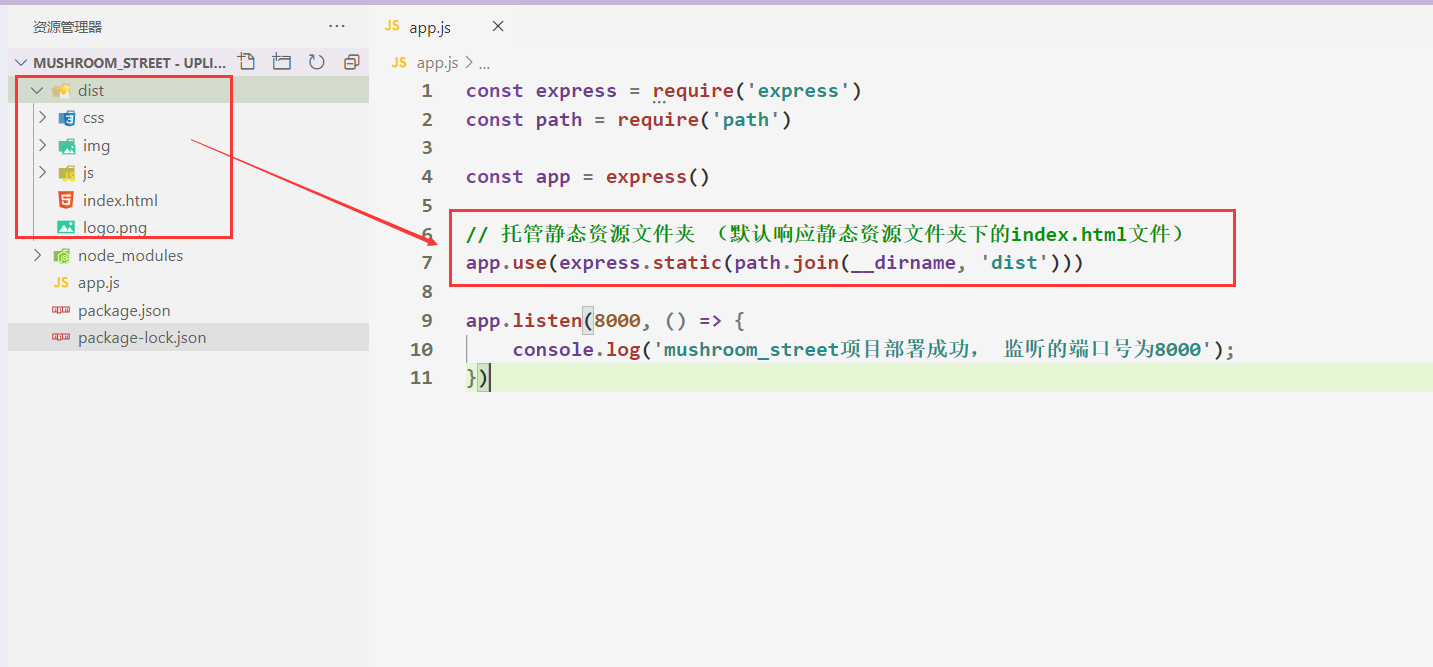 资源管理器
...
MUSHROOM_STREET - UPLI...
dist
css
img
js
index.html
logo.png
node_modules
JS app.js
package.json
package-lock.json
JS app.js
JS app.js > ...
1 const express = require('express')
2 const path = require('path')
3
4 const app = express()
5
6 // 托管静态资源文件夹 （默认响应静态资源文件夹下的index.html文件）
7 app.use(express.static(path.join(__dirname, 'dist')))
8
9 app.listen(8000, () => {
10 console.log('mushroom_street项目部署成功， 监听的端口号为8000');
11 })